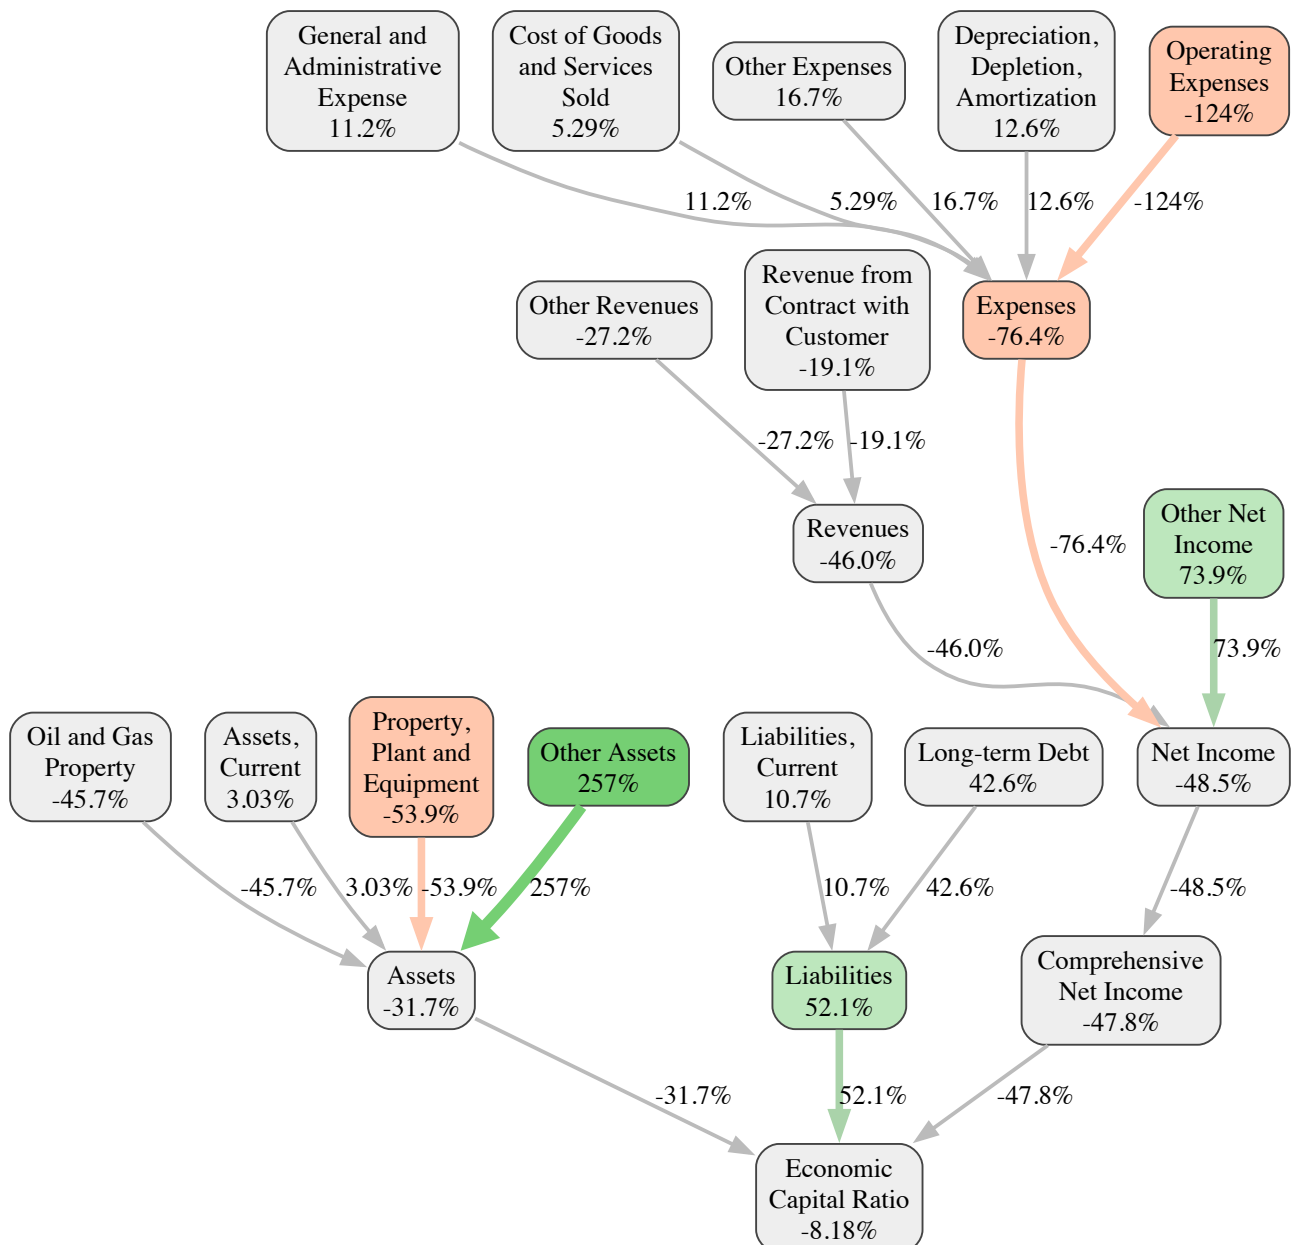 General and
Administrative
Expense
11.2%
Cost of Goods
and Services
Sold
5.29%
Other Expenses
16.7%
Depreciation,
Depletion,
Amortization
12.6%
Operating
Expenses
-124%
11.2%
5.29%
16.7%
12.6%
-124%
Other Revenues
-27.2%
Revenue from
Contract with
Customer
-19.1%
Expenses
-76.4%
-27.2%
-19.1%
Revenues
-46.0%
-76.4%
Other Net
Income
73.9%
-46.0%
73.9%
Oil and Gas
Property
-45.7%
Assets,
Current
3.03%
Property,
Plant and
Equipment
-53.9%
Other Assets
257%
Liabilities,
Current
10.7%
Long-term Debt
42.6%
Net Income
-48.5%
-45.7%
3.03%
-53.9%
257%
10.7%
42.6%
-48.5%
Assets
-31.7%
Liabilities
52.1%
Comprehensive
Net Income
-47.8%
-31.7%
52.1%
-47.8%
Economic
Capital Ratio
-8.18%